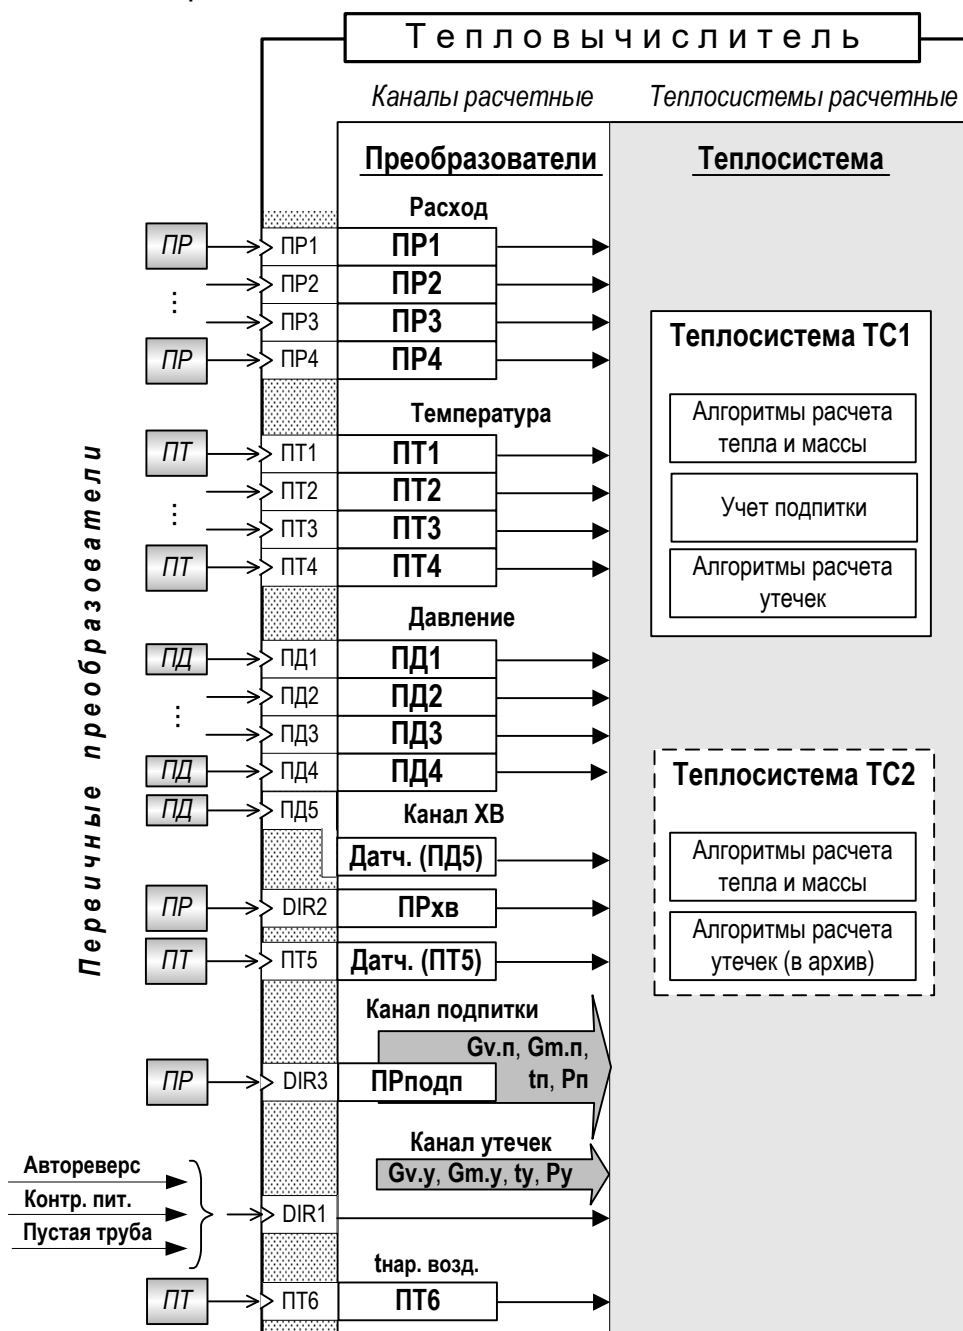 Тепловычислитель
Каналы расчетные
Теплосистемы расчетные
Преобразователи
Теплосистема
Расход
ПР
ПР1
ПР1
ПР2
ПР2
...
ПР3
ПР3
ПР
ПР4
ПР4
Теплосистема ТС1
Алгоритмы расчета
тепла и массы
Учет подпитки
Алгоритмы расчета
утечек
Температура
ПТ
ПТ1
ПТ1
ПТ2
ПТ2
...
ПТ3
ПТ3
ПТ
ПТ4
ПТ4
Первичные преобразователи
Давление
ПД
ПД1
ПД1
ПД2
ПД2
...
ПД3
ПД3
ПД
ПД4
ПД4
ПД
ПД5
Канал ХВ
Датч. (ПД5)
Теплосистема ТС2
Алгоритмы расчета
тепла и массы
Алгоритмы расчета
утечек (в архив)
ПР
DIR2
ПРхв
ПТ
ПТ5
Датч. (ПТ5)
Канал подпитки
Gv.п, Gm.п,
tп, Pп
ПР
DIR3
ПРподп
Канал утечек
Gv.у, Gm.у, tу, Pу
Автореверс
Контр. пит.
Пустая труба
DIR1
tнар. возд.
ПТ
ПТ6
ПТ6